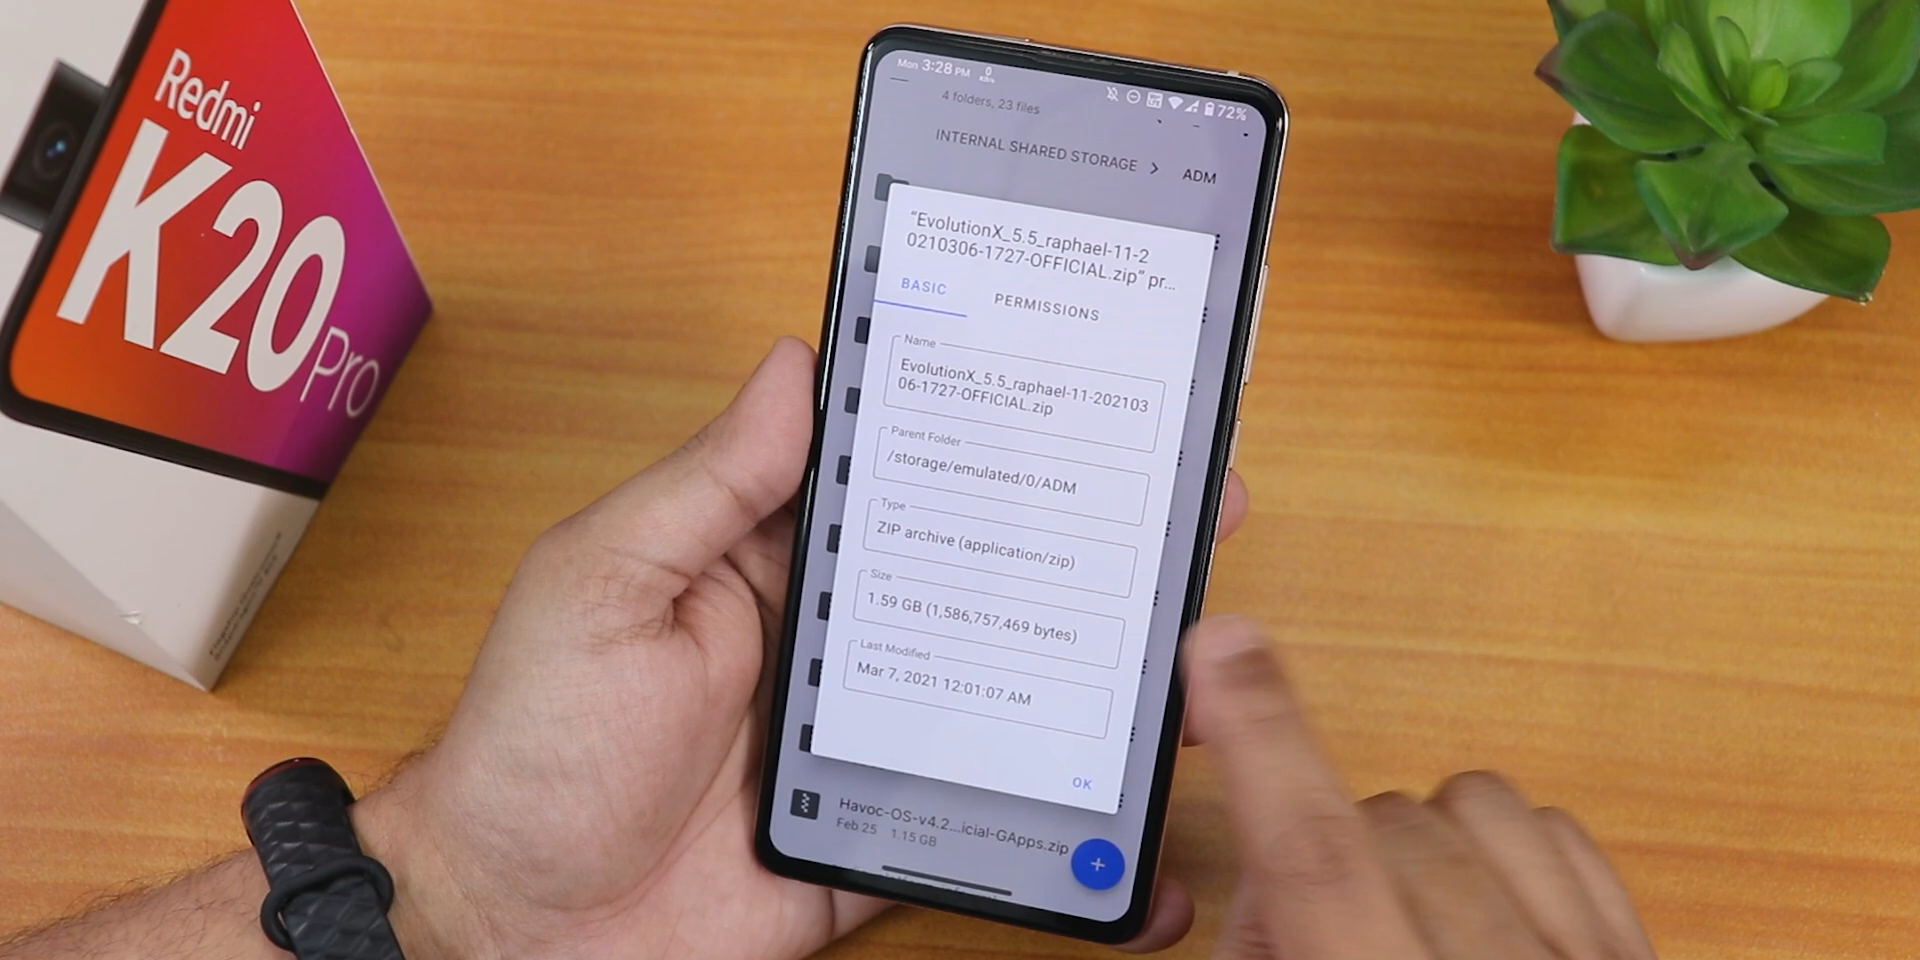 Redmi
K20 Pro
Mon 3:28 PM 0 KB/s 72%
4 folders, 23 files
INTERNAL SHARED STORAGE > ADM
"EvolutionX_5.5_raphael-11-2
0210306-1727-OFFICIAL.zip" pr...
BASIC PERMISSIONS
Name
EvolutionX_5.5_raphael-11-202103
06-1727-OFFICIAL.zip
Parent Folder
/storage/emulated/0/ADM
Type
ZIP archive (application/zip)
Size
1.59 GB (1,586,757,469 bytes)
Last Modified
Mar 7, 2021 12:01:07 AM
OK
Havoc-OS-v4.2...icial-GApps.zip
Feb 25 1.15 GB
+